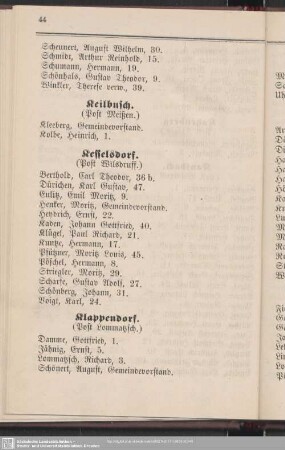 44
Scheunert, August Wilhelm, 30.
Schmidt, Arthur Reinhold, 15.
Schumann, Hermann, 19.
Schönhals, Gustav Theodor, 9.
Winkler, Therese verw., 39.
Keilbusch.
(Post Meißen.)
Kleeberg, Gemeindevorstand.
Kolbe, Heinrich, 1.
Kesselsdorf.
(Post Wilsdruff.)
Berthold, Carl Theodor, 36 b.
Dürichen, Karl Gustav, 47.
Eulitz, Emil Moritz, 9.
Henker, Moritz, Gemeindevorstand.
Heydrich, Ernst, 22.
Kaden, Johann Gottfried, 40.
Klügel, Paul Richard, 21.
Kuntze, Hermann, 17.
Pfützner, Moritz Louis, 45.
Pöschel, Hermann, 8.
Striegler, Moritz, 29.
Scharfe, Gustav Adolf, 27.
Schönberg, Johann, 31.
Voigt, Karl, 24.
Klappendorf.
(Post Lommatzsch.)
Damme, Gottfried, 1.
Jähnig, Ernst, 5.
Lommatzsch, Richard, 3.
Schönert, August, Gemeindevorstand.